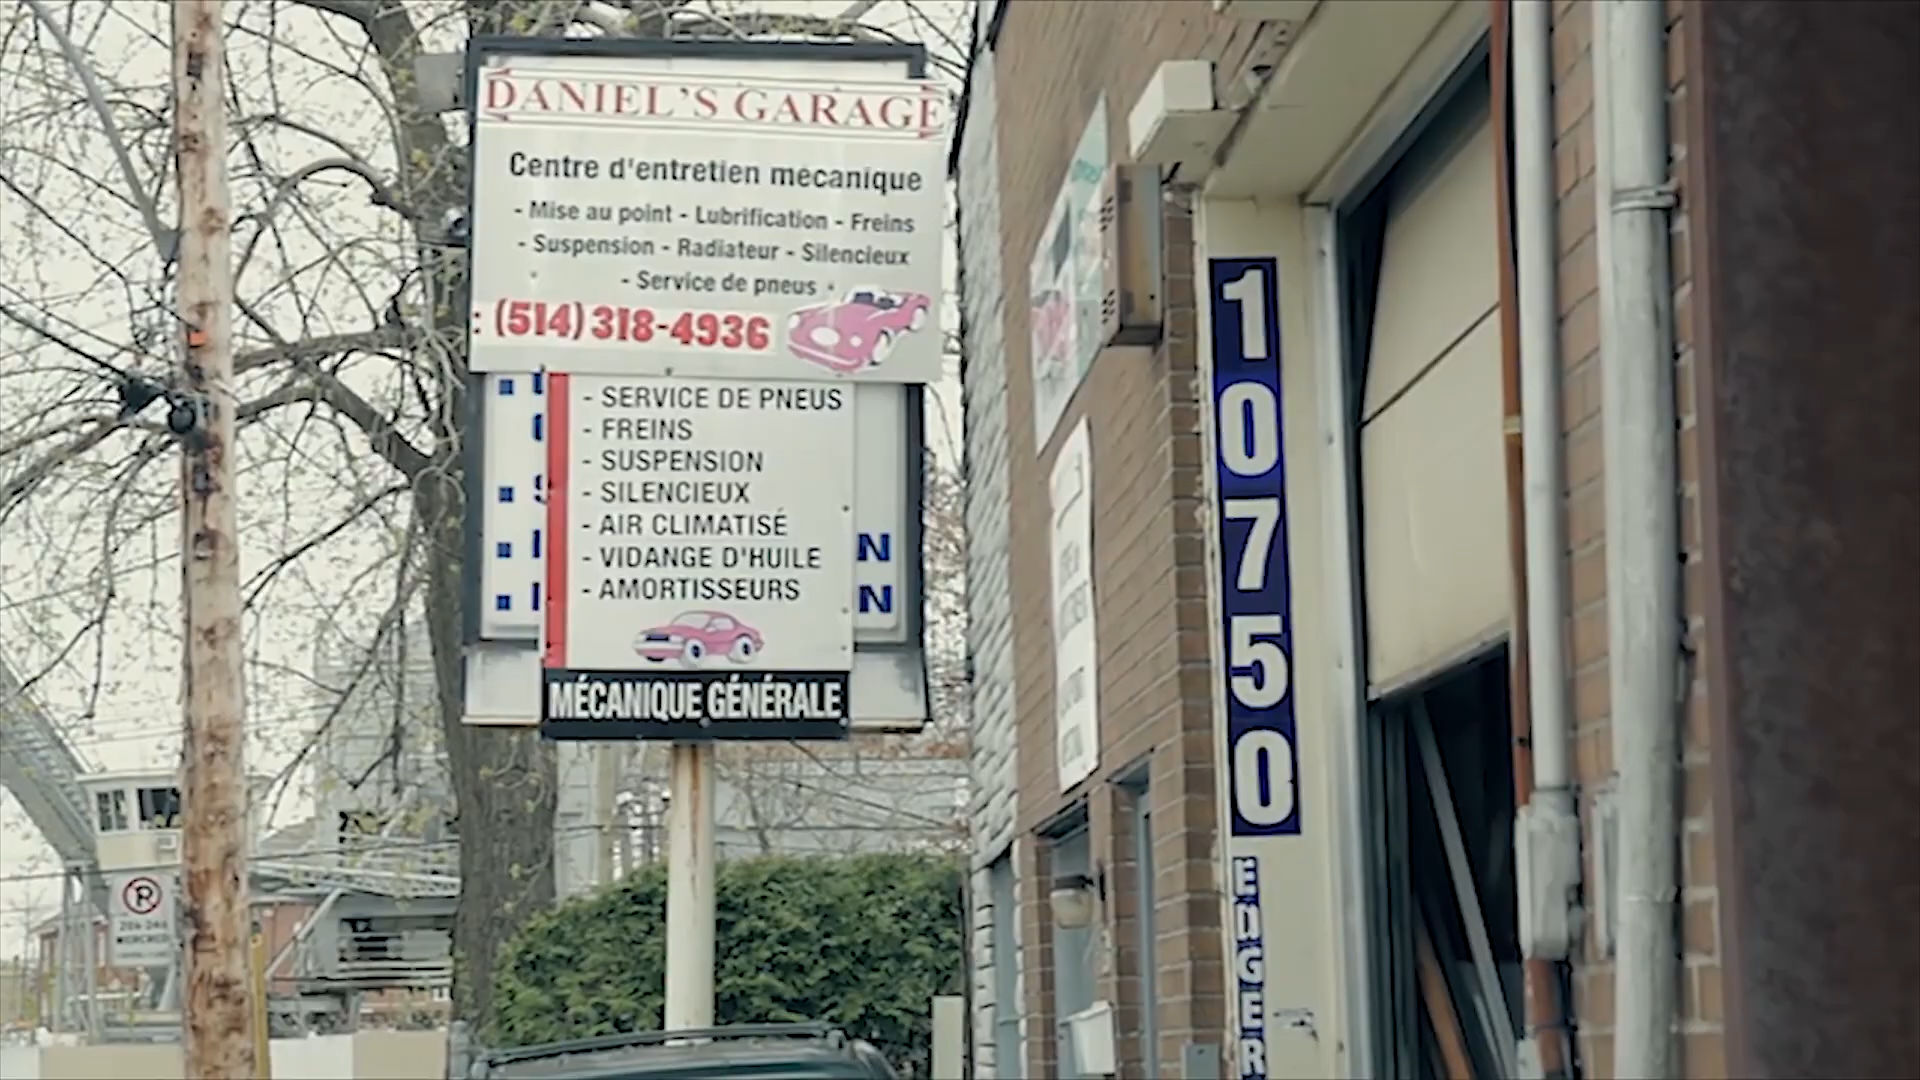 DANIEL'S GARAGE
Centre d'entretien mécanique
- Mise au point - Lubrification - Freins
- Suspension - Radiateur - Silencieux
- Service de pneus
: (514) 318-4936
- SERVICE DE PNEUS
- FREINS
- SUSPENSION
- SILENCIEUX
- AIR CLIMATISÉ
- VIDANGE D'HUILE
N
- AMORTISSEURS
N
MÉCANIQUE GÉNÉRALE
10750
EDGER
P